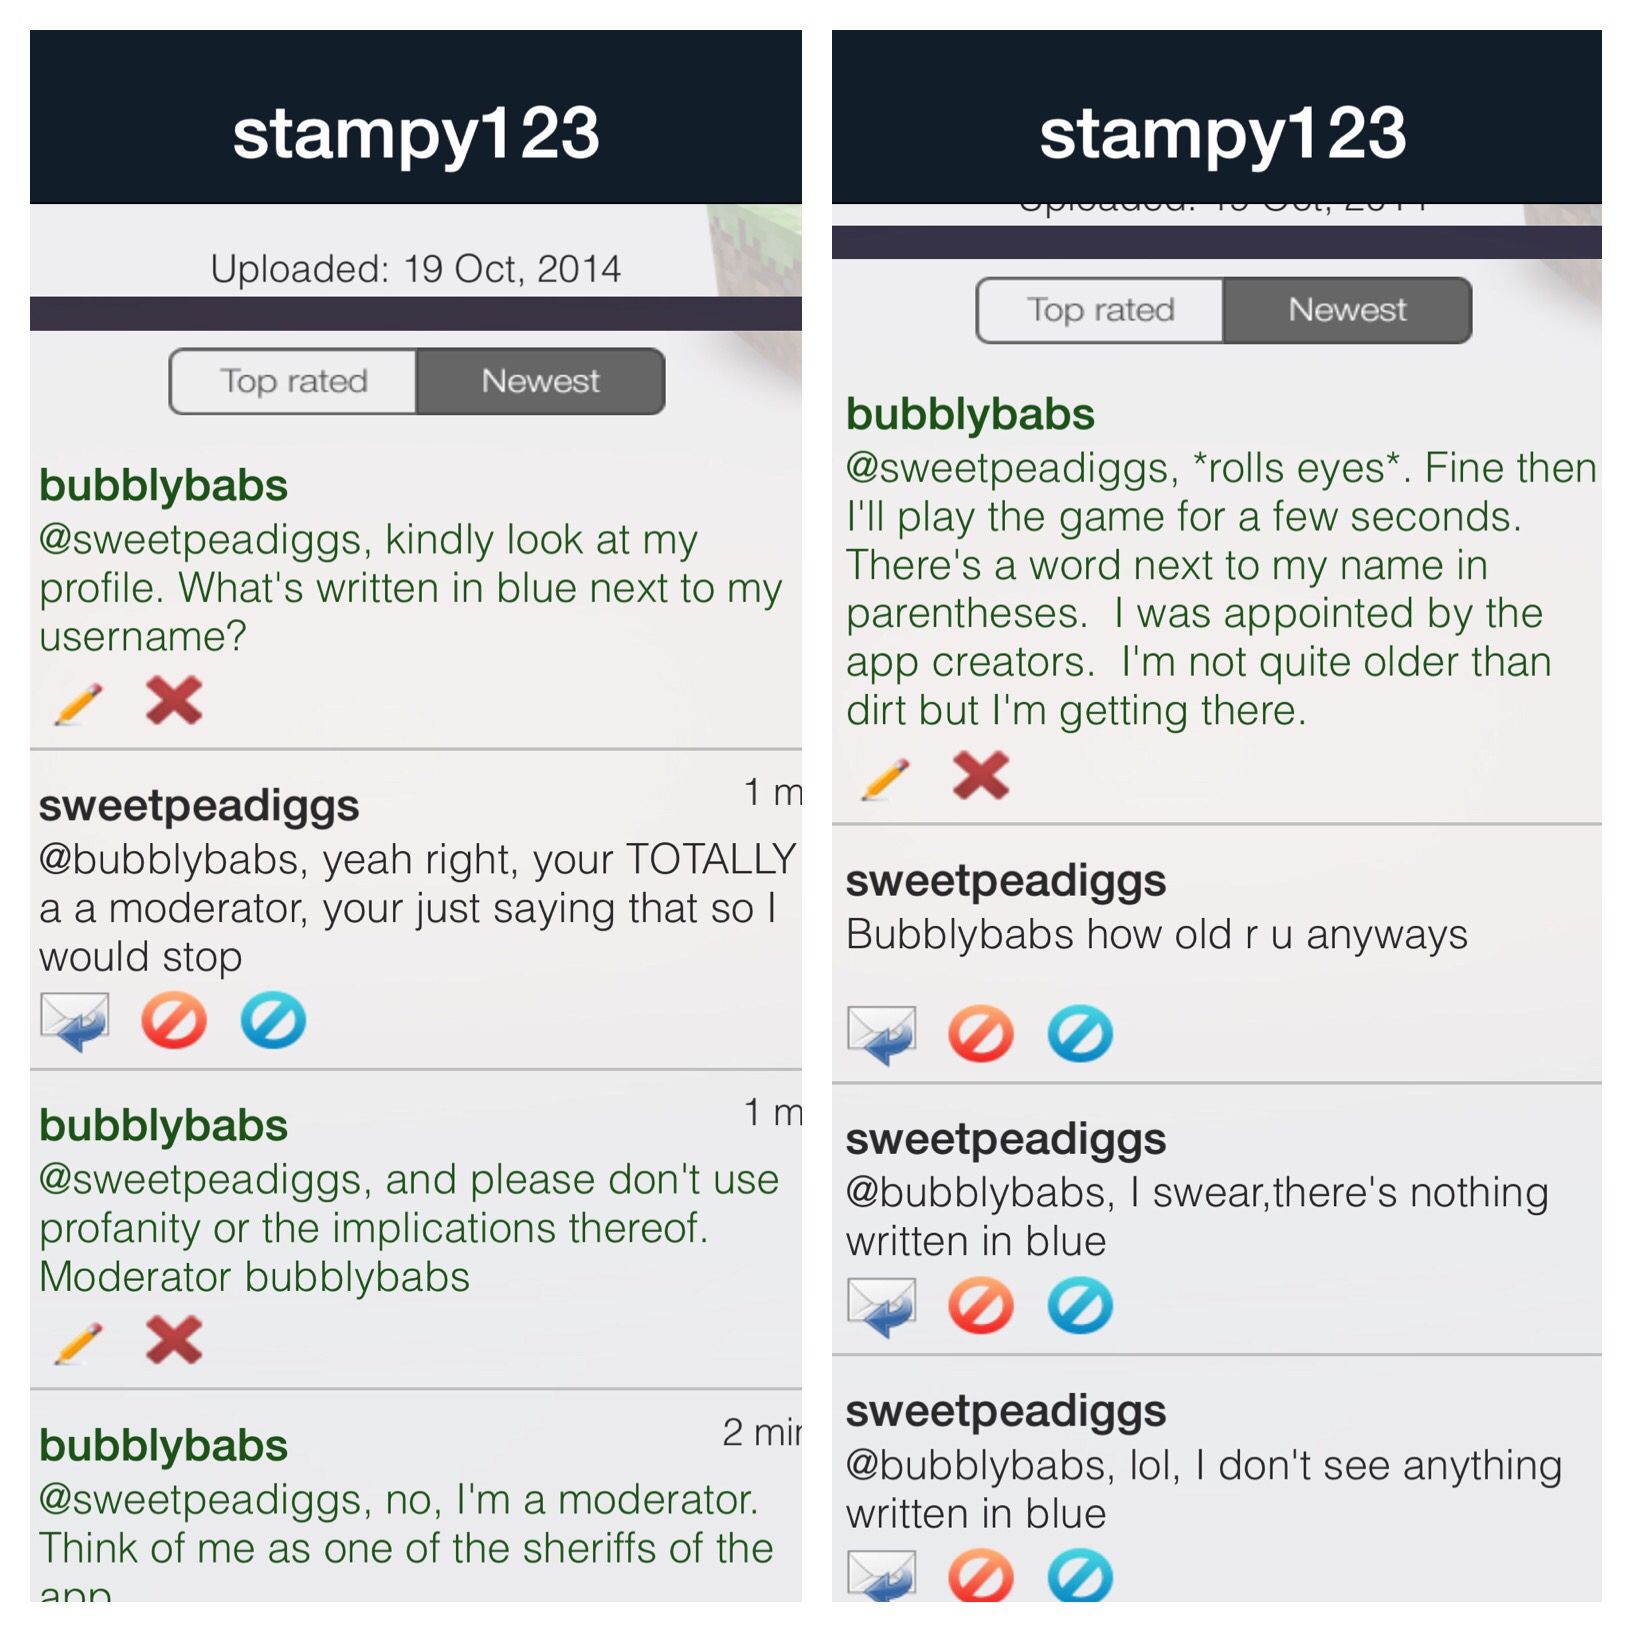 stampy123
Uploaded: 19 Oct, 2014
Top rated
Newest
bubblybabs
@sweetpeadiggs, kindly look at my
profile. What's written in blue next to my
username?
sweetpeadiggs
1 m
@bubblybabs, yeah right, your TOTALLY
a a moderator, your just saying that so I
would stop
bubblybabs
1 m
@sweetpeadiggs, and please don't use
profanity or the implications thereof.
Moderator bubblybabs
bubblybabs
2 min
@sweetpeadiggs, no, I'm a moderator.
Think of me as one of the sheriffs of the
app
stampy123
Uploaded: 19 Oct, 2014
Top rated
Newest
bubblybabs
@sweetpeadiggs, *rolls eyes*. Fine then
I'll play the game for a few seconds.
There's a word next to my name in
parentheses.  I was appointed by the
app creators.  I'm not quite older than
dirt but I'm getting there.
sweetpeadiggs
Bubblybabs how old r u anyways
sweetpeadiggs
@bubblybabs, I swear,there's nothing
written in blue
sweetpeadiggs
@bubblybabs, lol, I don't see anything
written in blue